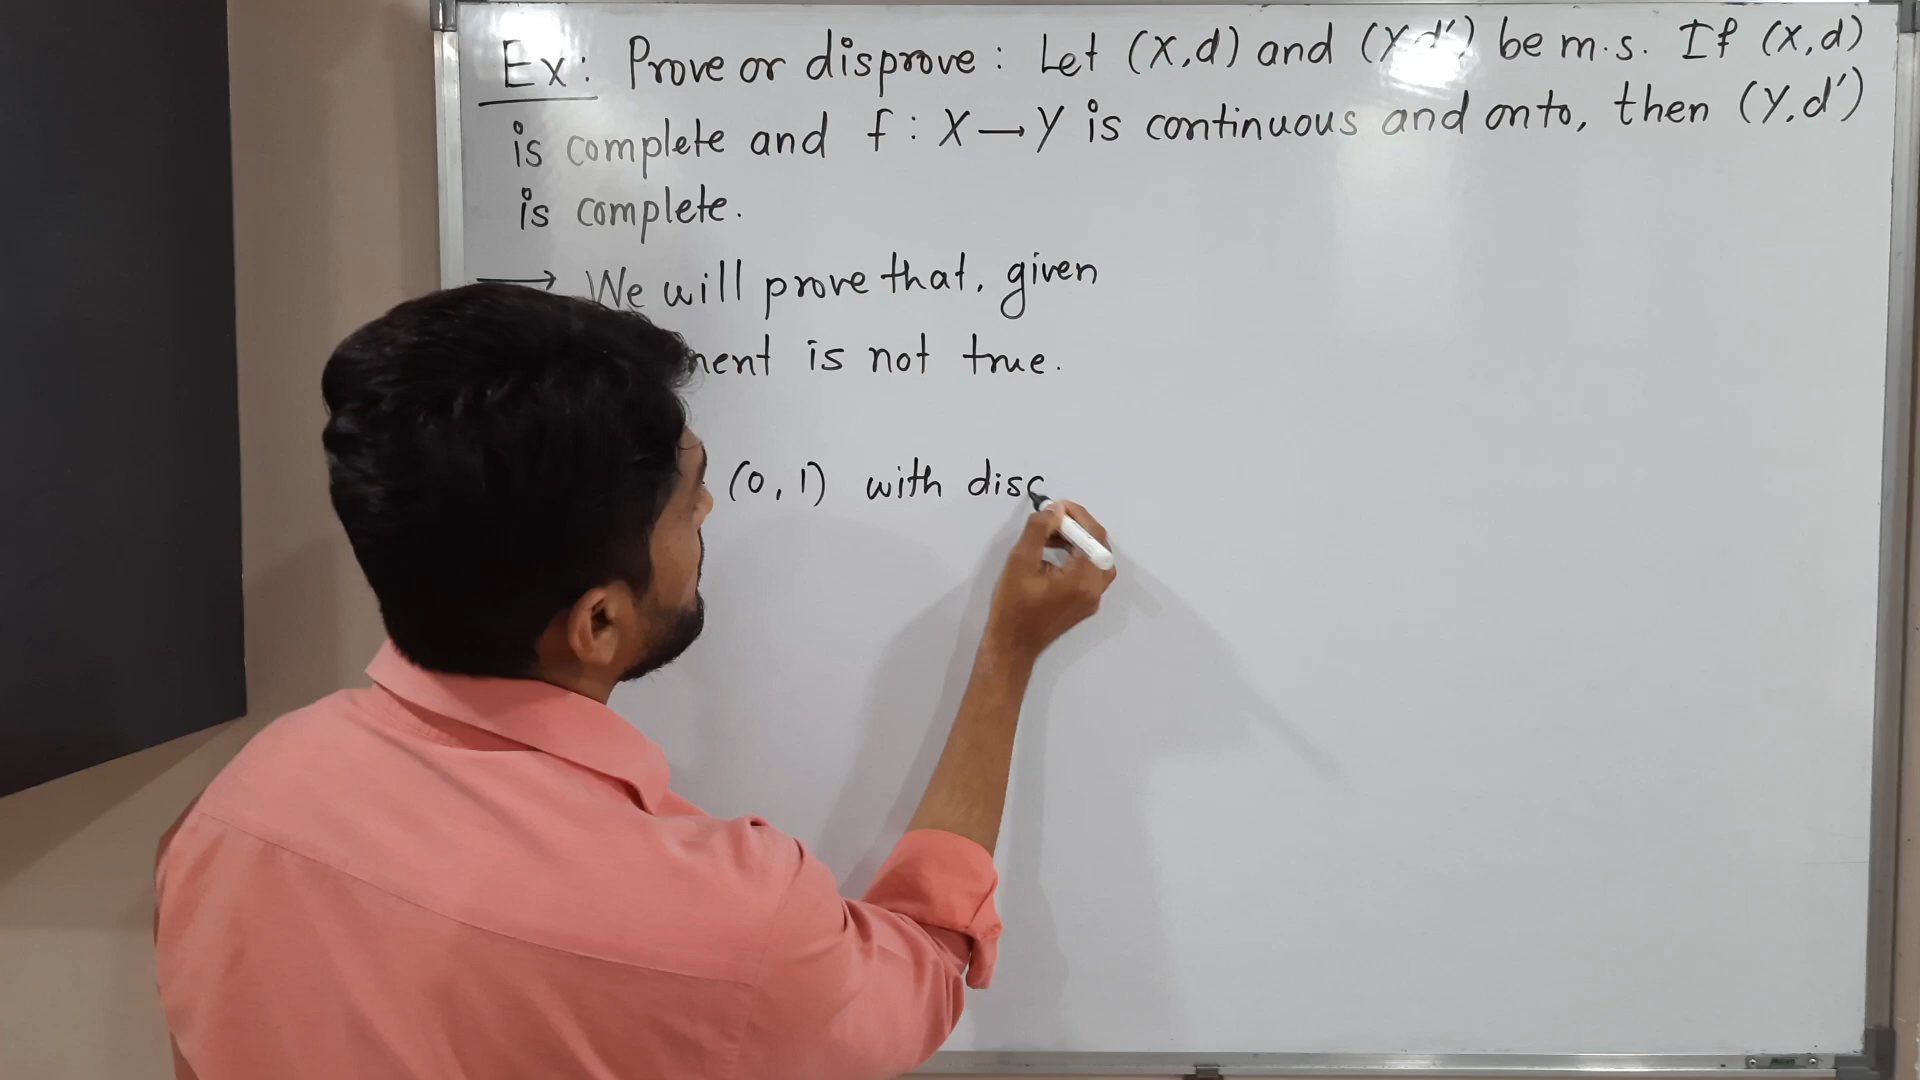 Ex: Prove or disprove: Let (X,d) and (Y,d') be m.s. If (X,d)
is complete and f: X→Y is continuous and onto, then (Y,d')
is complete.
→ We will prove that, given
ment is not true.
(0,1) with disc